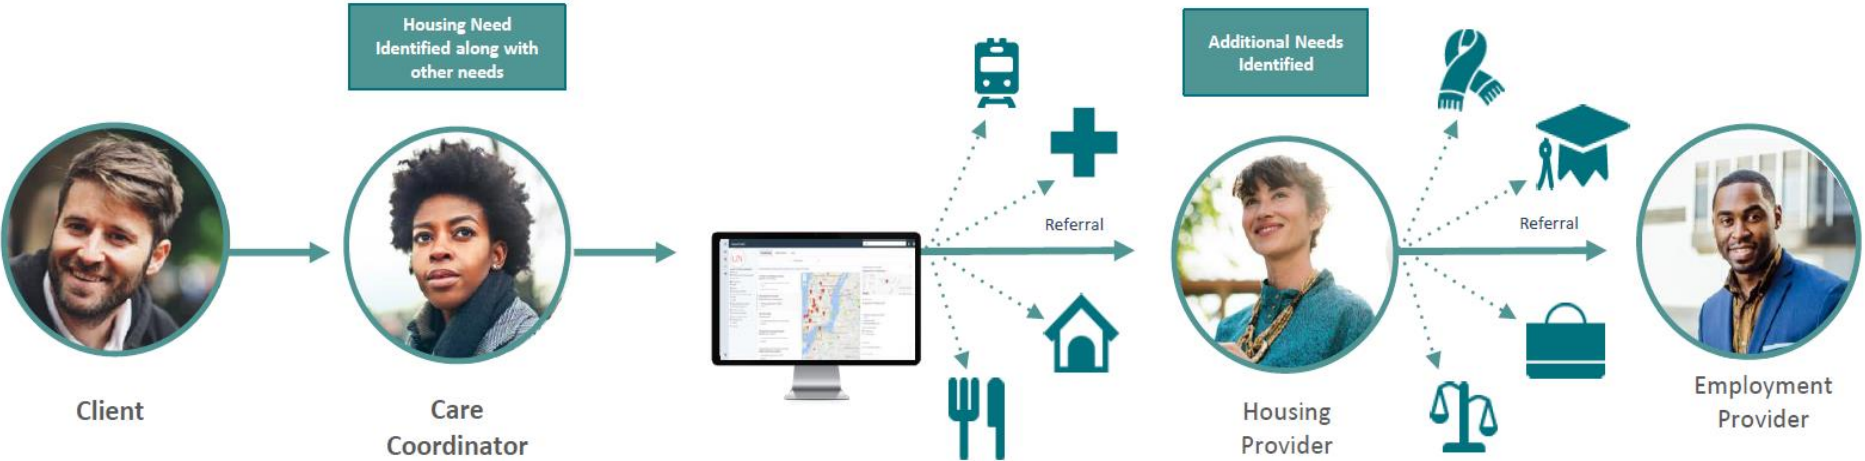 Housing Need
Identified along with
other needs
Additional Needs
Identified
Referral
Referral
Client
Care
Coordinator
Housing
Provider
Employment
Provider